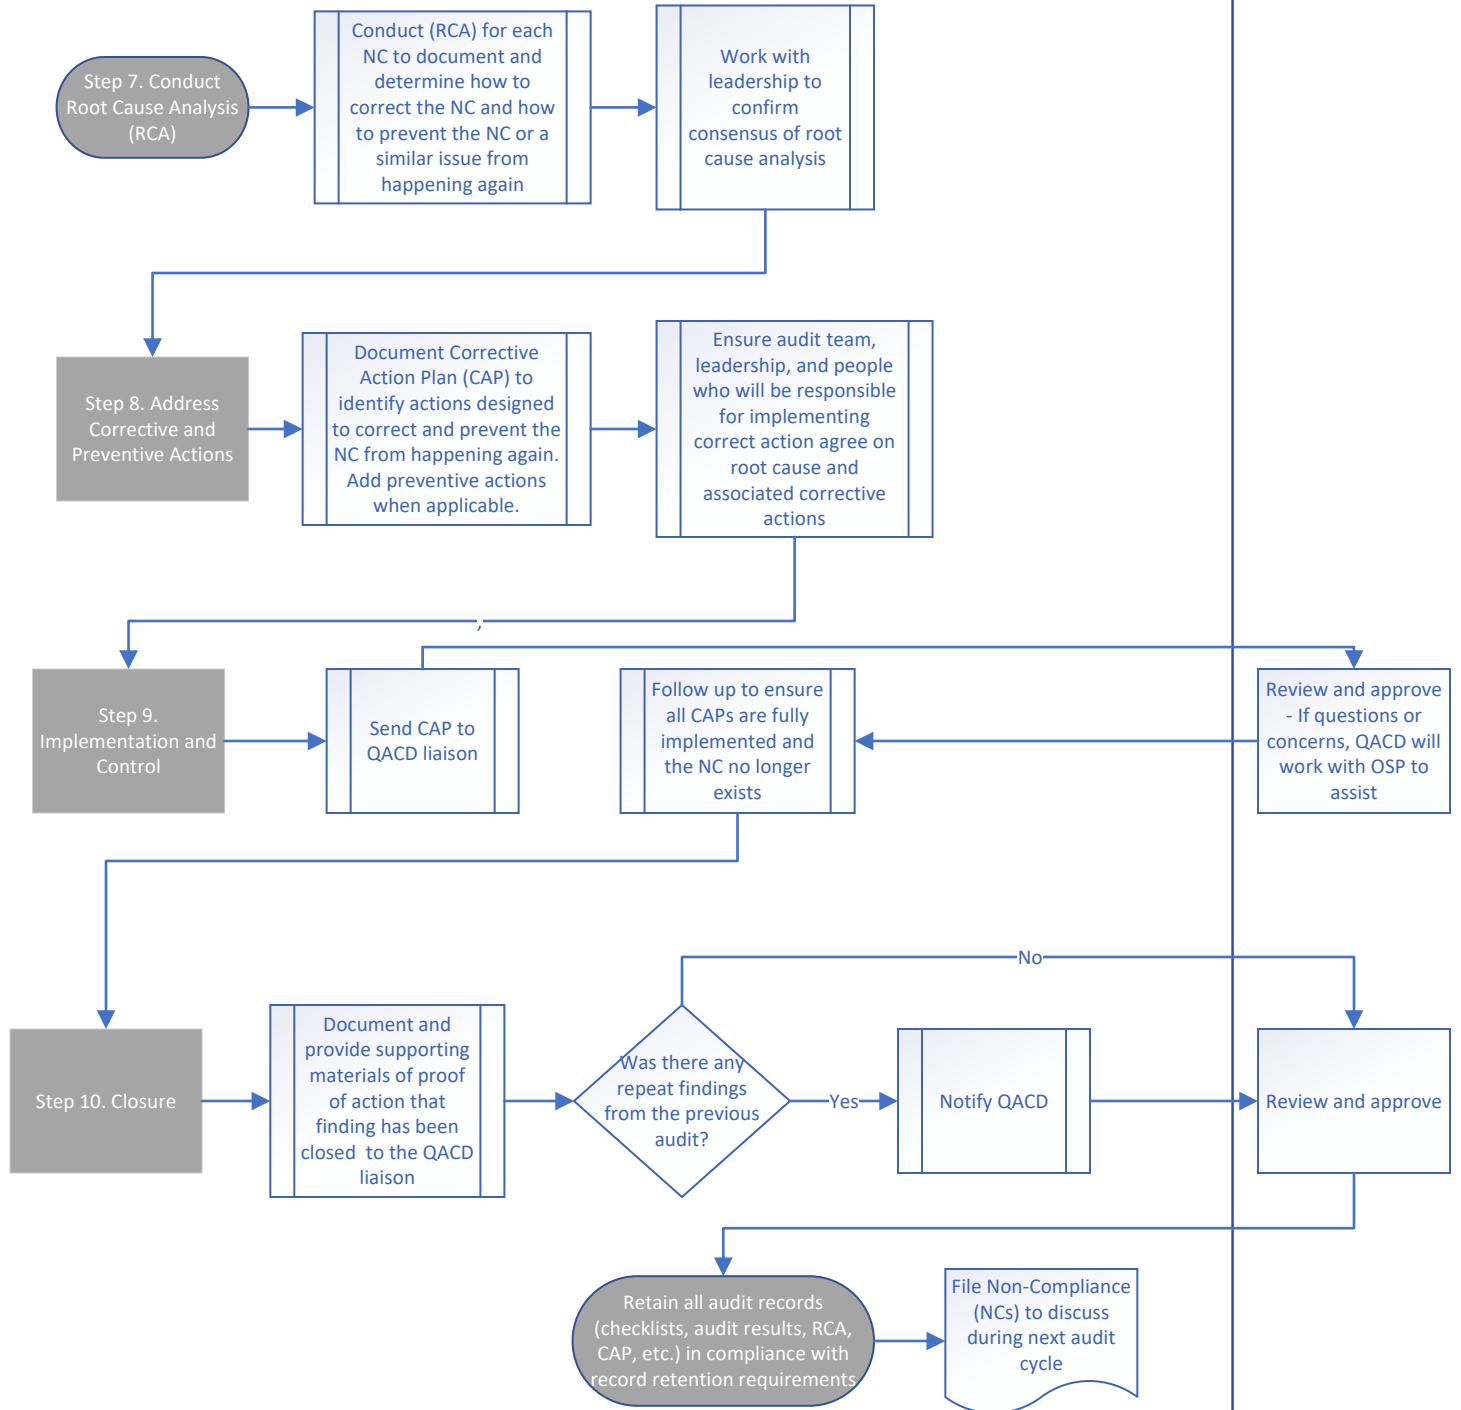 Step 7. Conduct
Root Cause Analysis
(RCA)
Conduct (RCA) for each
NC to document and
determine how to
correct the NC and how
to prevent the NC or a
similar issue from
happening again
Work with
leadership to
confirm
consensus of root
cause analysis
Step 8. Address
Corrective and
Preventive Actions
Document Corrective
Action Plan (CAP) to
identify actions designed
to correct and prevent the
NC from happening again.
Add preventive actions
when applicable.
Ensure audit team,
leadership, and people
who will be responsible
for implementing
correct action agree on
root cause and
associated corrective
actions
,
Step 9.
Implementation and
Control
Send CAP to
QACD liaison
Follow up to ensure
all CAPs are fully
implemented and
the NC no longer
exists
Review and approve
- If questions or
concerns, QACD will
work with OSP to
assist
Step 10. Closure
Document and
provide supporting
materials of proof
of action that
finding has been
closed to the QACD
liaison
Was there any
repeat findings
from the previous
audit?
No
Yes
Notify QACD
Review and approve
Retain all audit records
(checklists, audit results, RCA,
CAP, etc.) in compliance with
record retention requirements
File Non-Compliance
(NCs) to discuss
during next audit
cycle